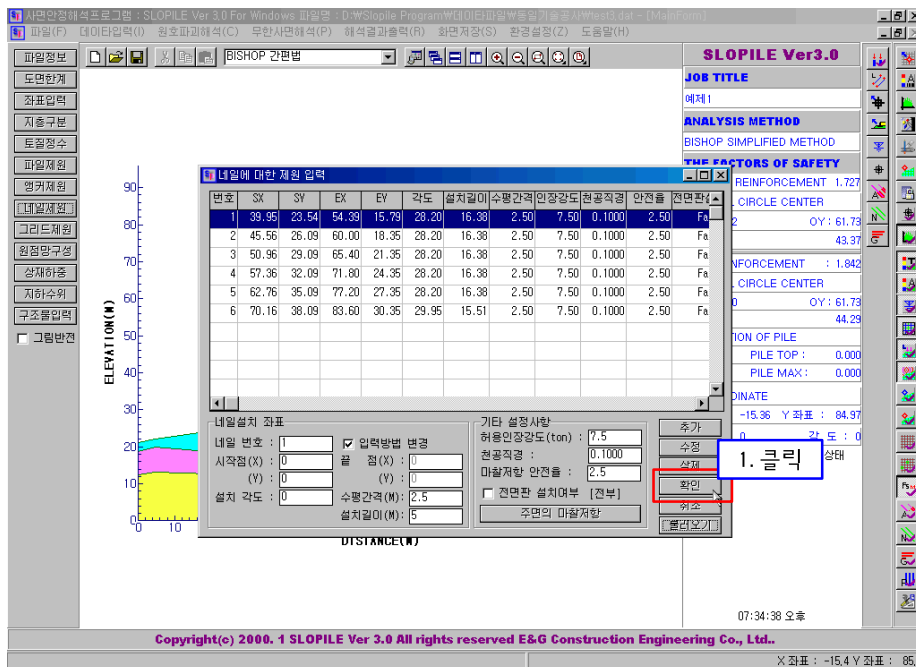 사면안정해석프로그램 : SLOPILE Ver 3.0 For Windows 파일명 : D:₩Slopile Program₩데이타파일₩동일기술공사₩test3.dat - [MainForm]
파일(F) 데이타입력(I) 원호파괴해석(C) 무한사면해석(P) 해석결과출력(R) 화면저장(S) 환경설정(Z) 도움말(H)
파일정보
도면한계
좌표입력
지층구분
토질정수
파일제원
앵커제원
네일제원
그리드제원
원점망구성
상재하중
지하수위
구조물입력
그림반전
BISHOP 간편법
SLOPILE Ver3.0
JOB TITLE
예제1
ANALYSIS METHOD
BISHOP SIMPLIFIED METHOD
THE FACTORS OF SAFETY
REINFORCEMENT 1.727
CIRCLE CENTER
OY: 61.73
43.37
: 1.842
CIRCLE CENTER
OY: 61.73
44.29
ION OF PILE
PILE TOP : 0.000
PILE MAX : 0.000
-15.36 Y 좌표 : 84.97
각 도 : 0
상태
네일에 대한 제원 입력
번호 SX SY EX EY 각도 설치길이 수평간격 인장강도 천공직경 안전율 전면판
1 39.95 23.54 54.39 15.79 28.20 16.38 2.50 7.50 0.1000 2.50 Fa
2 45.56 26.09 60.00 18.35 28.20 16.38 2.50 7.50 0.1000 2.50 Fa
3 50.96 29.09 65.40 21.35 28.20 16.38 2.50 7.50 0.1000 2.50 Fa
4 57.36 32.09 71.80 24.35 28.20 16.38 2.50 7.50 0.1000 2.50 Fa
5 62.76 35.09 77.20 27.35 28.20 16.38 2.50 7.50 0.1000 2.50 Fa
6 70.16 38.09 83.60 30.35 29.95 15.51 2.50 7.50 0.1000 2.50 Fa
네일설치 좌표
네일 번호 : 1 입력방법 변경
시작점(X) : 0 끝 점(X) : 0
(Y) : 0 (Y) : 0
설치 각도 : 0 수평간격(M): 2.5
설치길이(M): 5
기타 설정사항
허용인장강도(ton) : 7.5
천공직경 : 0.1000
마찰저항 안전율 : 2.5
전면판 설치여부 [전부]
주면의 마찰저항
추가
수정
삭제
확인
취소
불러오기
1. 클릭
ELEVATION(M)
90
80
70
60
50
40
30
20
10
0
0 10
DISTANCE(M)
07:34:38 오후
Copyright(c) 2000. 1 SLOPILE Ver 3.0 All rights reserved E&G Construction Engineering Co., Ltd..
X 좌표 : -15.4 Y 좌표 : 85